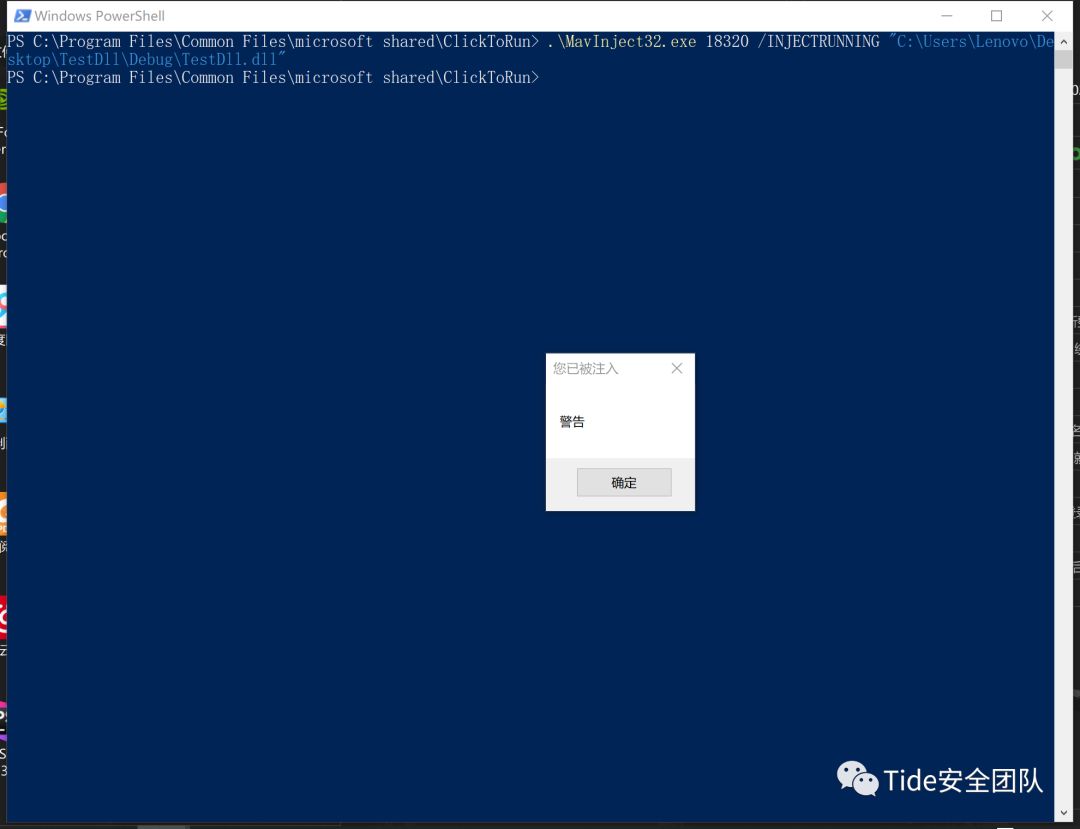 Windows PowerShell
PS C:\Program Files\Common Files\microsoft shared\ClickToRun> .\MavInject32.exe 18320 /INJECTRUNNING "C:\Users\Lenovo\De
sktop\TestDll\Debug\TestDll.dll"
PS C:\Program Files\Common Files\microsoft shared\ClickToRun>
您已被注入
警告
确定
Tide安全团队